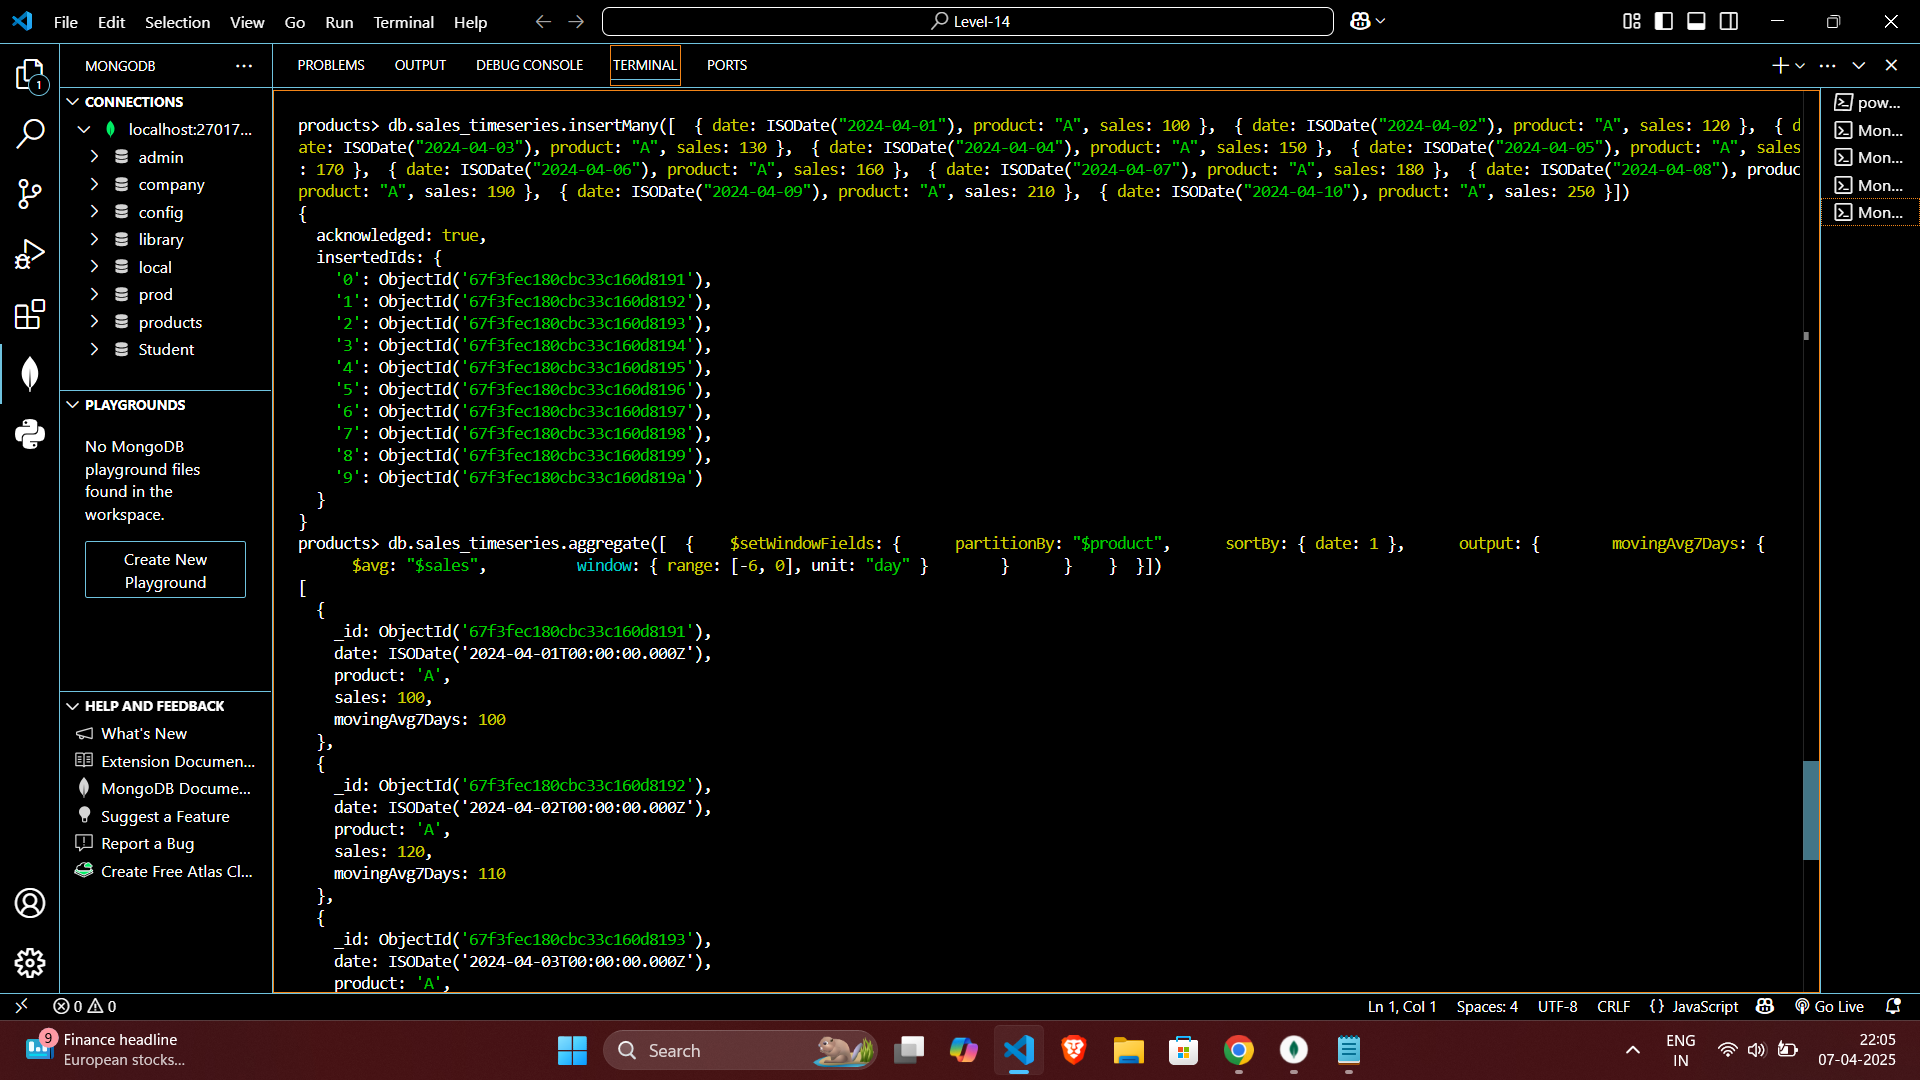 File Edit Selection View Go Run Terminal Help
Level-14
1
MONGODB
PROBLEMS OUTPUT DEBUG CONSOLE TERMINAL PORTS
CONNECTIONS
localhost:27017...
admin
company
config
library
local
prod
products
Student
PLAYGROUNDS
No MongoDB
playground files
found in the
workspace.
Create New
Playground
HELP AND FEEDBACK
What's New
Extension Documen...
MongoDB Docume...
Suggest a Feature
Report a Bug
Create Free Atlas Cl...
products> db.sales_timeseries.insertMany([  { date: ISODate("2024-04-01"), product: "A", sales: 100 },  { date: ISODate("2024-04-02"), product: "A", sales: 120 },  { d
ate: ISODate("2024-04-03"), product: "A", sales: 130 },  { date: ISODate("2024-04-04"), product: "A", sales: 150 },  { date: ISODate("2024-04-05"), product: "A", sales
: 170 },  { date: ISODate("2024-04-06"), product: "A", sales: 160 },  { date: ISODate("2024-04-07"), product: "A", sales: 180 },  { date: ISODate("2024-04-08"), produc
product: "A", sales: 190 },  { date: ISODate("2024-04-09"), product: "A", sales: 210 },  { date: ISODate("2024-04-10"), product: "A", sales: 250 }])
{
acknowledged: true,
insertedIds: {
'0': ObjectId('67f3fec180cbc33c160d8191'),
'1': ObjectId('67f3fec180cbc33c160d8192'),
'2': ObjectId('67f3fec180cbc33c160d8193'),
'3': ObjectId('67f3fec180cbc33c160d8194'),
'4': ObjectId('67f3fec180cbc33c160d8195'),
'5': ObjectId('67f3fec180cbc33c160d8196'),
'6': ObjectId('67f3fec180cbc33c160d8197'),
'7': ObjectId('67f3fec180cbc33c160d8198'),
'8': ObjectId('67f3fec180cbc33c160d8199'),
'9': ObjectId('67f3fec180cbc33c160d819a')
}
}
products> db.sales_timeseries.aggregate([  {    $setWindowFields: {      partitionBy: "$product",      sortBy: { date: 1 },      output: {        movingAvg7Days: {
$avg: "$sales",          window: { range: [-6, 0], unit: "day" }        }      }    }  }])
[
{
_id: ObjectId('67f3fec180cbc33c160d8191'),
date: ISODate('2024-04-01T00:00:00.000Z'),
product: 'A',
sales: 100,
movingAvg7Days: 100
},
{
_id: ObjectId('67f3fec180cbc33c160d8192'),
date: ISODate('2024-04-02T00:00:00.000Z'),
product: 'A',
sales: 120,
movingAvg7Days: 110
},
{
_id: ObjectId('67f3fec180cbc33c160d8193'),
date: ISODate('2024-04-03T00:00:00.000Z'),
product: 'A',
pow...
Mon...
Mon...
Mon...
Mon...
0 0
Ln 1, Col 1 Spaces: 4 UTF-8 CRLF {} JavaScript Go Live
9
Finance headline
European stocks...
Search
ENG
IN
22:05
07-04-2025